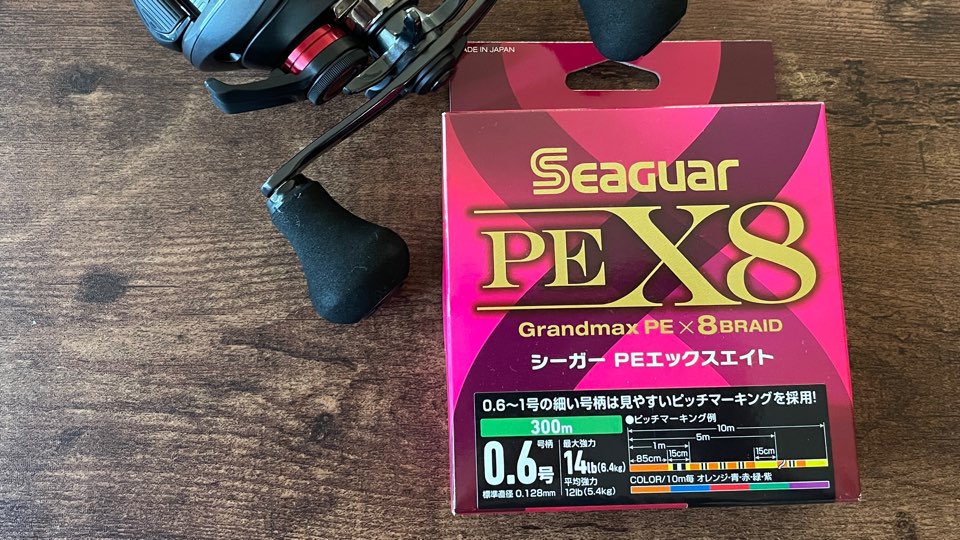 ADE IN JAPAN
SEAGUAR
PE X8
Grandmax PE×8 BRAID
シーガー PEエックスエイト
0.6～1号の細い号柄は見やすいピッチマーキングを採用!
300m
●ピッチマーキング例
10m
5m
1m
85cm
15cm
15cm
号柄
0.6号
標準直径 0.128mm
最大強力
14lb(6.4kg)
平均強力
12lb(5.4kg)
COLOR/10m毎 オレンジ・青・赤・緑・紫